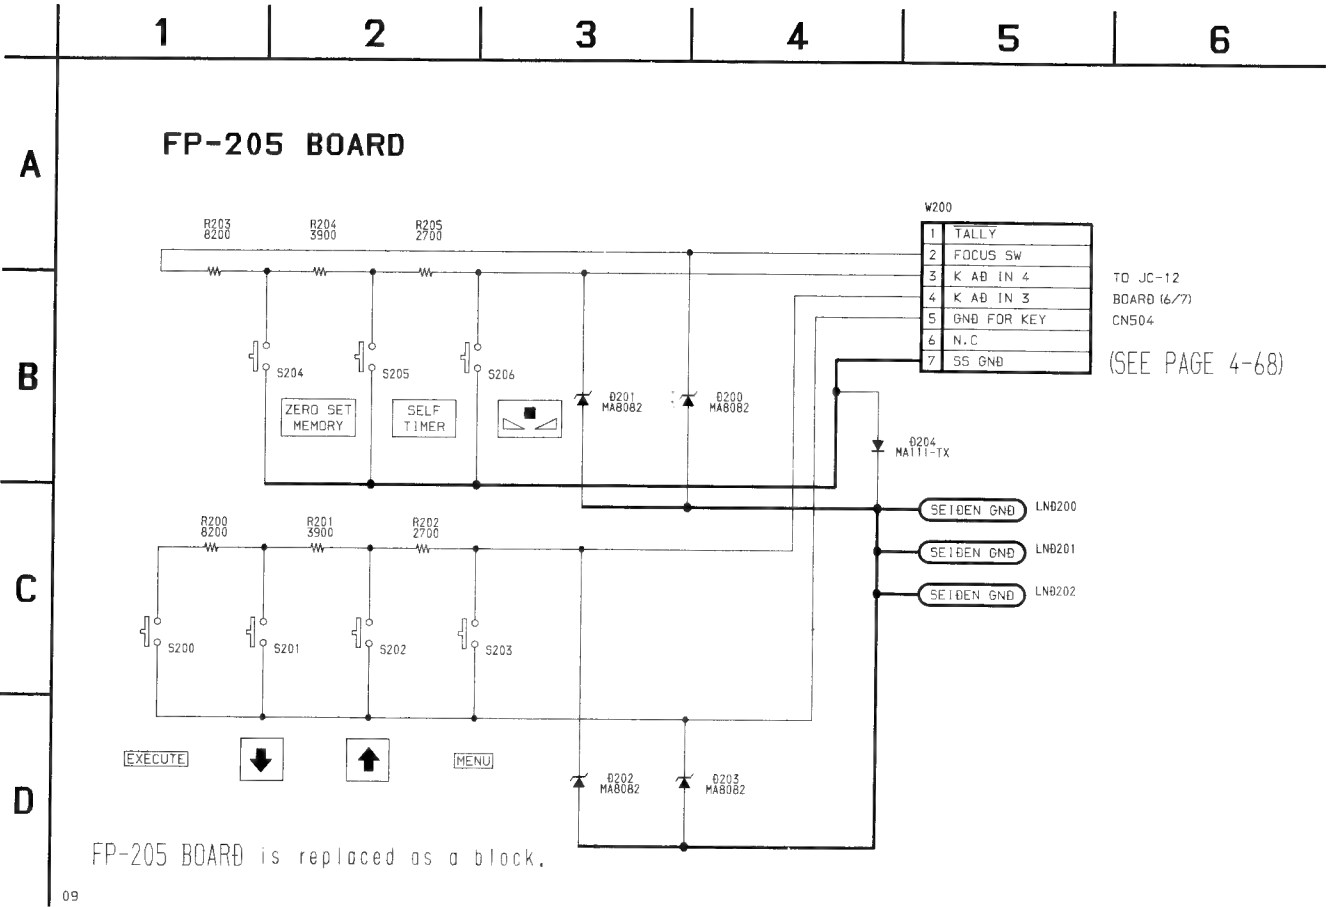 1 2 3 4 5 6
A
FP-205 BOARD
R203
8200
R204
3900
R205
2700
W200
1 TALLY
2 FOCUS SW
3 K AD IN 4
4 K AD IN 3
5 GND FOR KEY
6 N.C
7 SS GND
TO JC-12
BOARD (6/7)
CN504
(SEE PAGE 4-68)
B
S204
S205
S206
ZERO SET
MEMORY
SELF
TIMER
D201
MA8082
D200
MA8082
D204
MA111-TX
C
R200
8200
R201
3900
R202
2700
SEIDEN GND LND200
SEIDEN GND LND201
SEIDEN GND LND202
S200
S201
S202
S203
D
EXECUTE
MENU
D202
MA8082
D203
MA8082
FP-205 BOARD is replaced as a block.
09